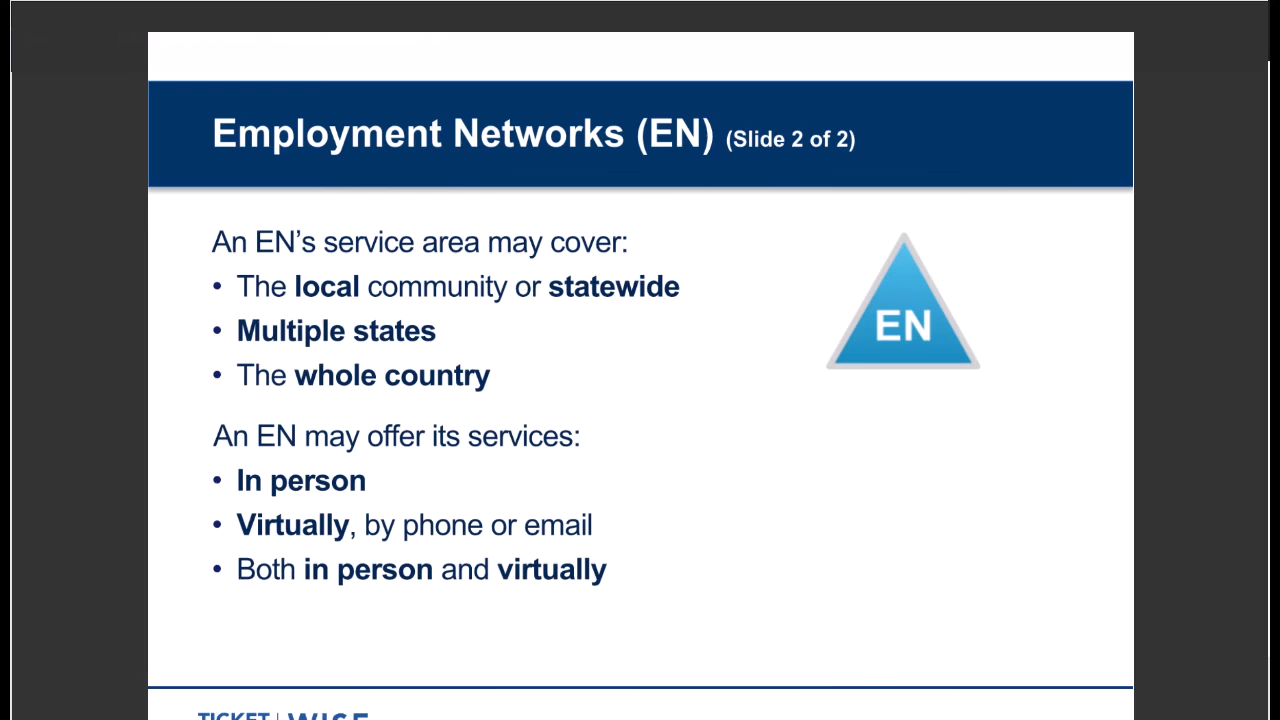 Employment Networks (EN) (Slide 2 of 2)
An EN’s service area may cover:
• The local community or statewide
• Multiple states
• The whole country
EN
An EN may offer its services:
• In person
• Virtually, by phone or email
• Both in person and virtually
TICKET | WISE